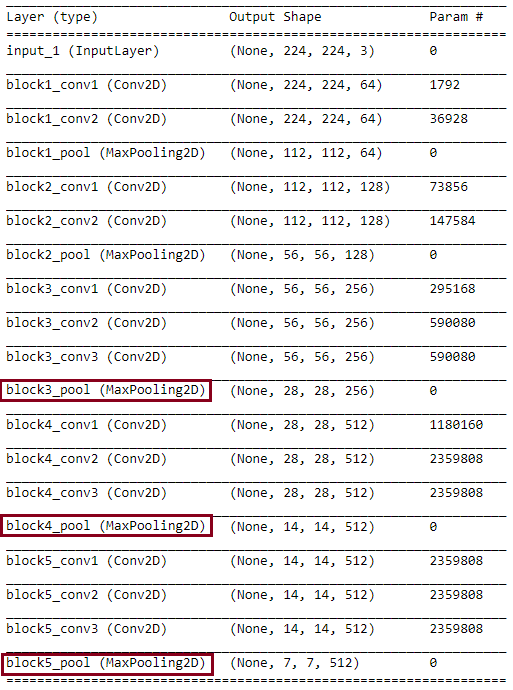 Layer (type) Output Shape Param #
input_1 (InputLayer) (None, 224, 224, 3) 0
block1_conv1 (Conv2D) (None, 224, 224, 64) 1792
block1_conv2 (Conv2D) (None, 224, 224, 64) 36928
block1_pool (MaxPooling2D) (None, 112, 112, 64) 0
block2_conv1 (Conv2D) (None, 112, 112, 128) 73856
block2_conv2 (Conv2D) (None, 112, 112, 128) 147584
block2_pool (MaxPooling2D) (None, 56, 56, 128) 0
block3_conv1 (Conv2D) (None, 56, 56, 256) 295168
block3_conv2 (Conv2D) (None, 56, 56, 256) 590080
block3_conv3 (Conv2D) (None, 56, 56, 256) 590080
block3_pool (MaxPooling2D) (None, 28, 28, 256) 0
block4_conv1 (Conv2D) (None, 28, 28, 512) 1180160
block4_conv2 (Conv2D) (None, 28, 28, 512) 2359808
block4_conv3 (Conv2D) (None, 28, 28, 512) 2359808
block4_pool (MaxPooling2D) (None, 14, 14, 512) 0
block5_conv1 (Conv2D) (None, 14, 14, 512) 2359808
block5_conv2 (Conv2D) (None, 14, 14, 512) 2359808
block5_conv3 (Conv2D) (None, 14, 14, 512) 2359808
block5_pool (MaxPooling2D) (None, 7, 7, 512) 0